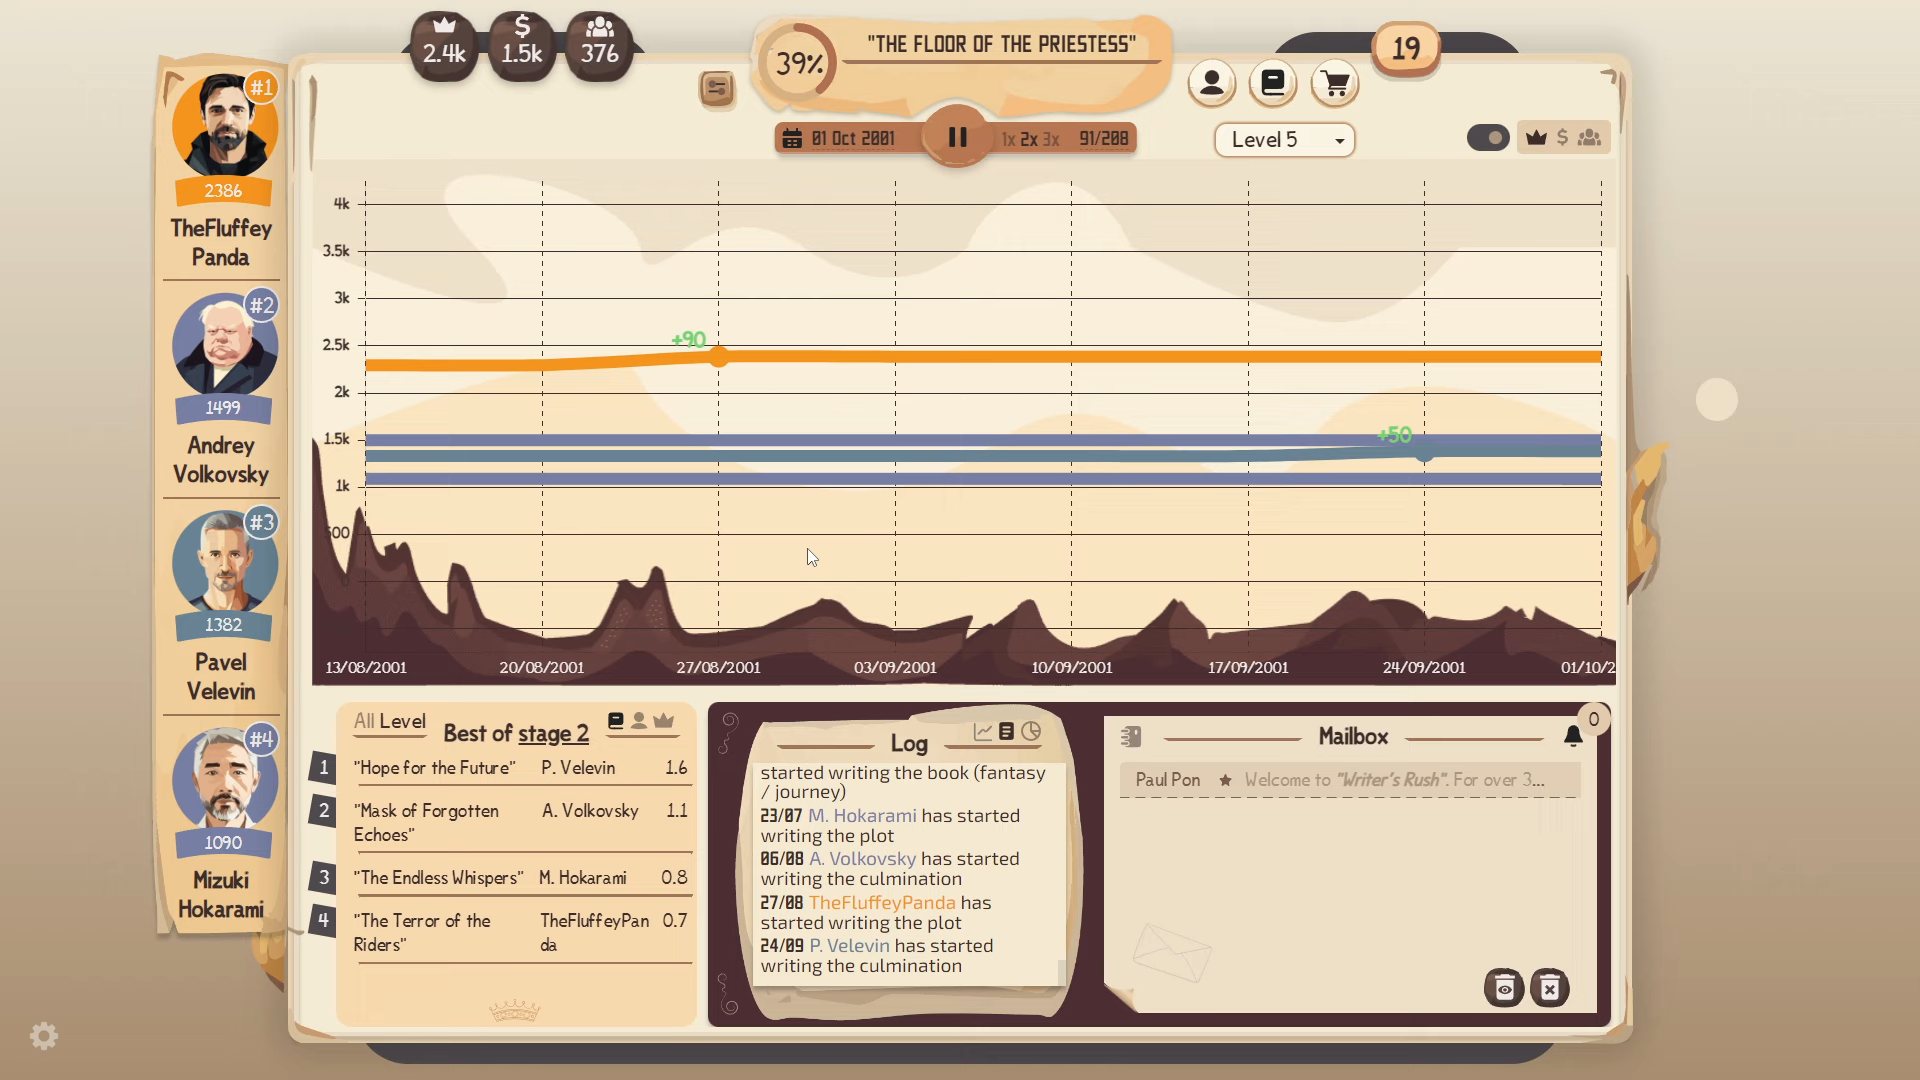 2.4k
1.5k
376
39%
"THE FLOOR OF THE PRIESTESS"
19
01 Oct 2001
1x 2x 3x
91/208
Level 5
#1
2386
TheFluffey
Panda
#2
1499
Andrey
Volkovsky
#3
1382
Pavel
Velevin
#4
1090
Mizuki
Hokarami
4k
3.5k
3k
2.5k
2k
1.5k
1k
500
0
+90
+50
13/08/2001
20/08/2001
27/08/2001
03/09/2001
10/09/2001
17/09/2001
24/09/2001
01/10/2
All Level
Best of stage 2
1 "Hope for the Future" P. Velevin 1.6
2 "Mask of Forgotten A. Volkovsky 1.1
Echoes"
3 "The Endless Whispers" M. Hokarami 0.8
4 "The Terror of the TheFluffeyPan 0.7
Riders" da
Log
started writing the book (fantasy
/ journey)
23/07 M. Hokarami has started
writing the plot
06/08 A. Volkovsky has started
writing the culmination
27/08 TheFluffeyPanda has
started writing the plot
24/09 P. Velevin has started
writing the culmination
Mailbox
0
Paul Pon ★ Welcome to "Writer's Rush". For over 3...